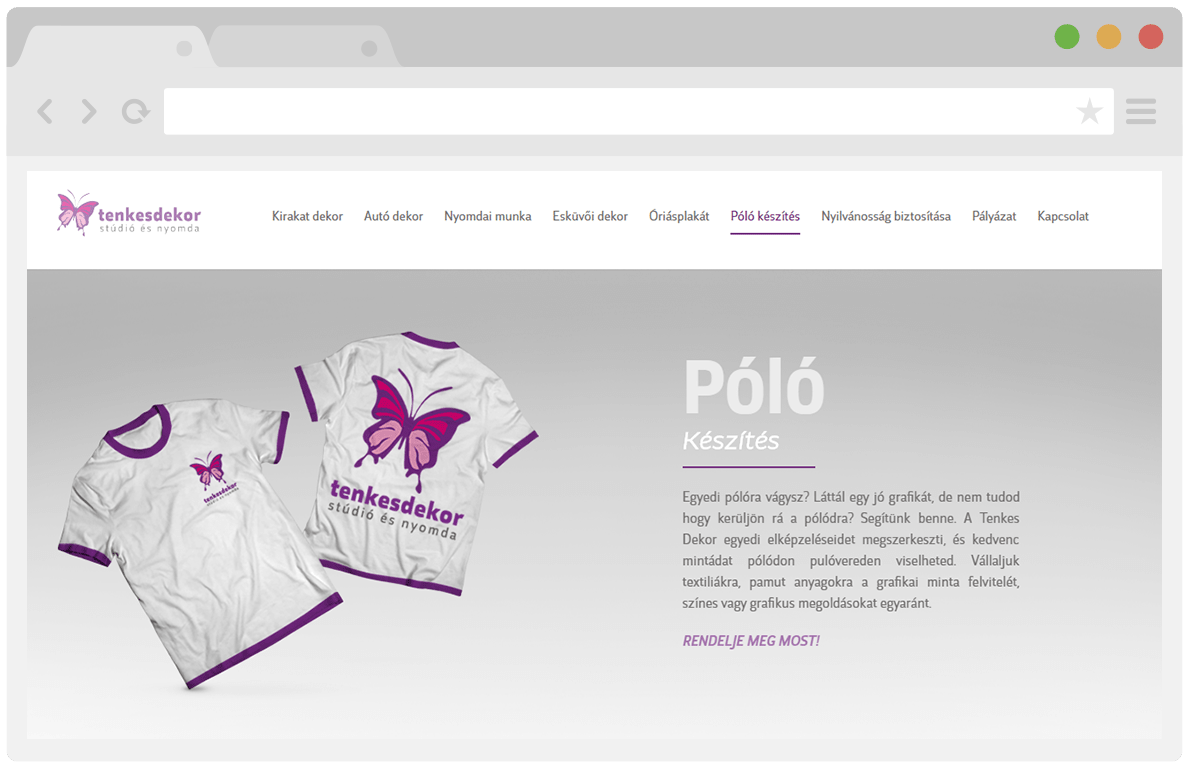 tenkesdekor
stúdió és nyomda
Kirakat dekor
Autó dekor
Nyomdai munka
Esküvői dekor
Óriásplakát
Póló készítés
Nyilvánosság biztosítása
Pályázat
Kapcsolat
tenkesdekor
stúdió és nyomda
tenkesdekor
stúdió és nyomda
Póló
Készítés
Egyedi pólóra vágysz? Láttál egy jó grafikát, de nem tudod
hogy kerüljön rá a pólódra? Segítünk benne. A Tenkes
Dekor egyedi elképzeléseidet megszerkeszti, és kedvenc
mintádat pólódon pulóvereden viselheted. Vállaljuk
textiliákra, pamut anyagokra a grafikai minta felvitelét,
színes vagy grafikus megoldásokat egyaránt.
RENDELJE MEG MOST!